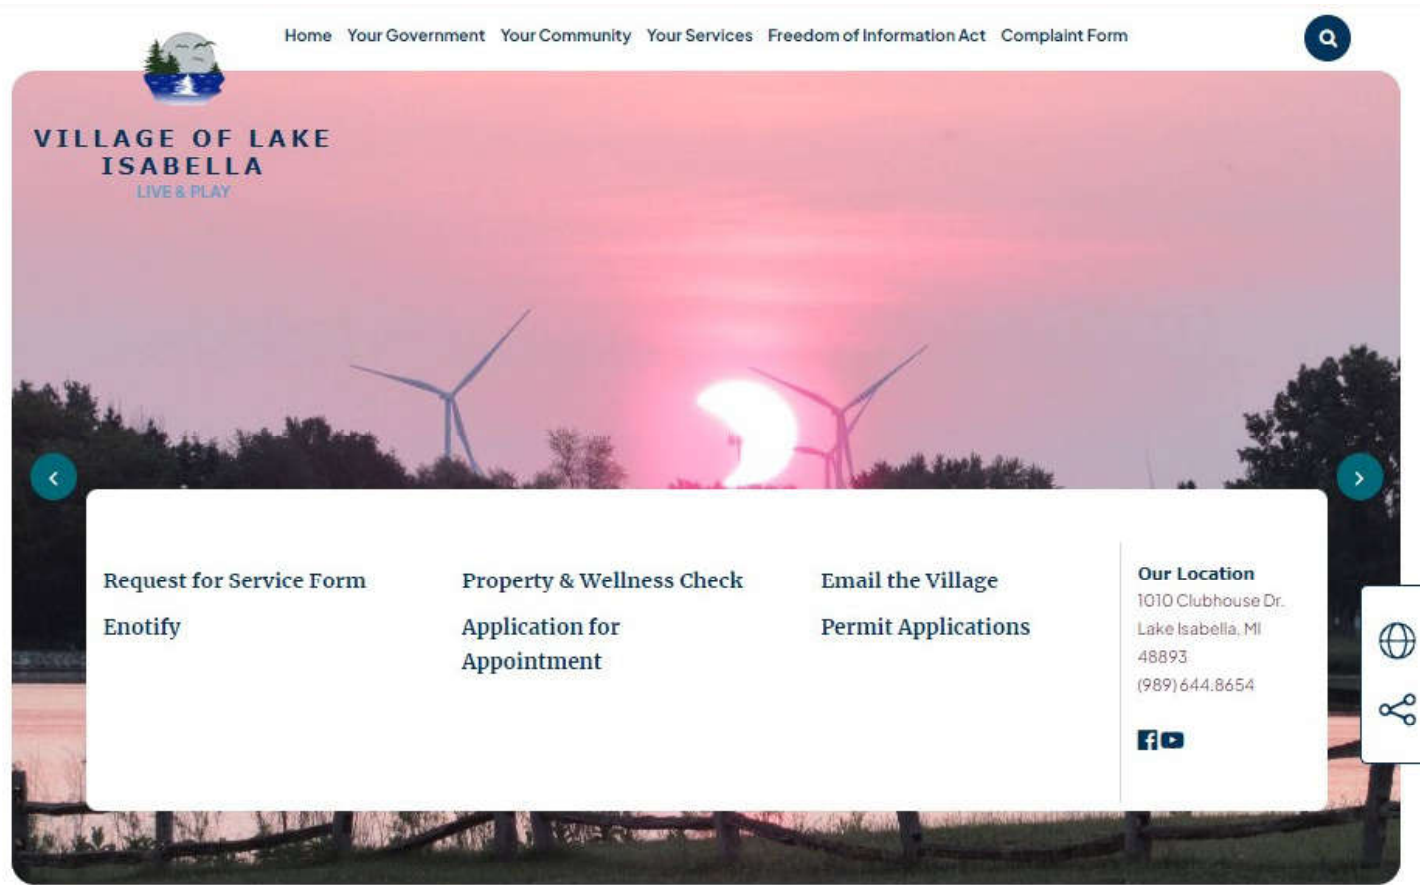 Home Your Government Your Community Your Services Freedom of Information Act Complaint Form
VILLAGE OF LAKE
ISABELLA
LIVE & PLAY
Request for Service Form
Property & Wellness Check
Email the Village
Enotify
Application for
Appointment
Permit Applications
Our Location
1010 Clubhouse Dr.
Lake Isabella, MI
48893
(989) 644.8654